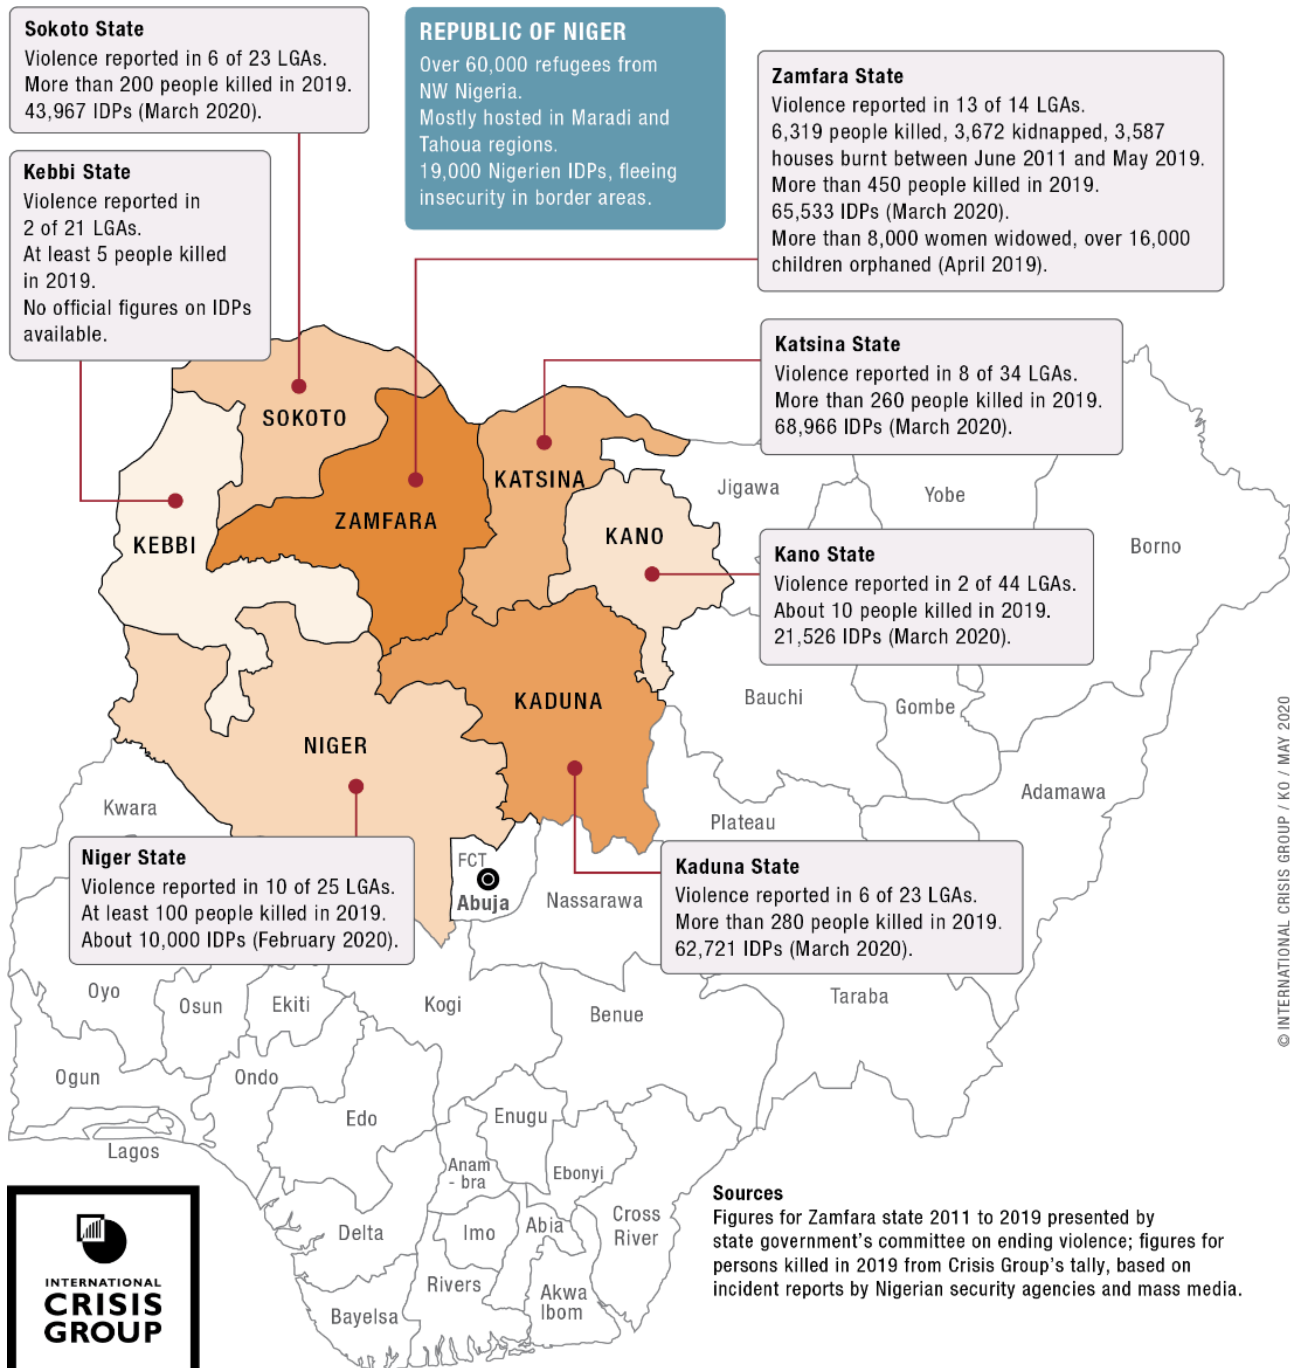 Sokoto State
Violence reported in 6 of 23 LGAs.
More than 200 people killed in 2019.
43,967 IDPs (March 2020).
REPUBLIC OF NIGER
Over 60,000 refugees from
NW Nigeria.
Mostly hosted in Maradi and
Tahoua regions.
19,000 Nigerien IDPs, fleeing
insecurity in border areas.
Zamfara State
Violence reported in 13 of 14 LGAs.
6,319 people killed, 3,672 kidnapped, 3,587
houses burnt between June 2011 and May 2019.
More than 450 people killed in 2019.
65,533 IDPs (March 2020).
More than 8,000 women widowed, over 16,000
children orphaned (April 2019).
Kebbi State
Violence reported in
2 of 21 LGAs.
At least 5 people killed
in 2019.
No official figures on IDPs
available.
Katsina State
Violence reported in 8 of 34 LGAs.
More than 260 people killed in 2019.
68,966 IDPs (March 2020).
SOKOTO
KATSINA
ZAMFARA
KEBBI
KANO
Jigawa
Yobe
Borno
Kano State
Violence reported in 2 of 44 LGAs.
About 10 people killed in 2019.
21,526 IDPs (March 2020).
KADUNA
NIGER
Bauchi
Gombe
Adamawa
Kwara
Plateau
Niger State
Violence reported in 10 of 25 LGAs.
At least 100 people killed in 2019.
About 10,000 IDPs (February 2020).
FCT
Abuja
Nassarawa
Kaduna State
Violence reported in 6 of 23 LGAs.
More than 280 people killed in 2019.
62,721 IDPs (March 2020).
Oyo
Osun
Ekiti
Kogi
Benue
Taraba
Ogun
Ondo
Edo
Enugu
Lagos
Anam
- bra
Ebonyi
Delta
Imo
Abia
Cross
River
Rivers
Bayelsa
Akwa
Ibom
Sources
Figures for Zamfara state 2011 to 2019 presented by
state government's committee on ending violence; figures for
persons killed in 2019 from Crisis Group's tally, based on
incident reports by Nigerian security agencies and mass media.
INTERNATIONAL
CRISIS
GROUP
© INTERNATIONAL CRISIS GROUP / KO / MAY 2020